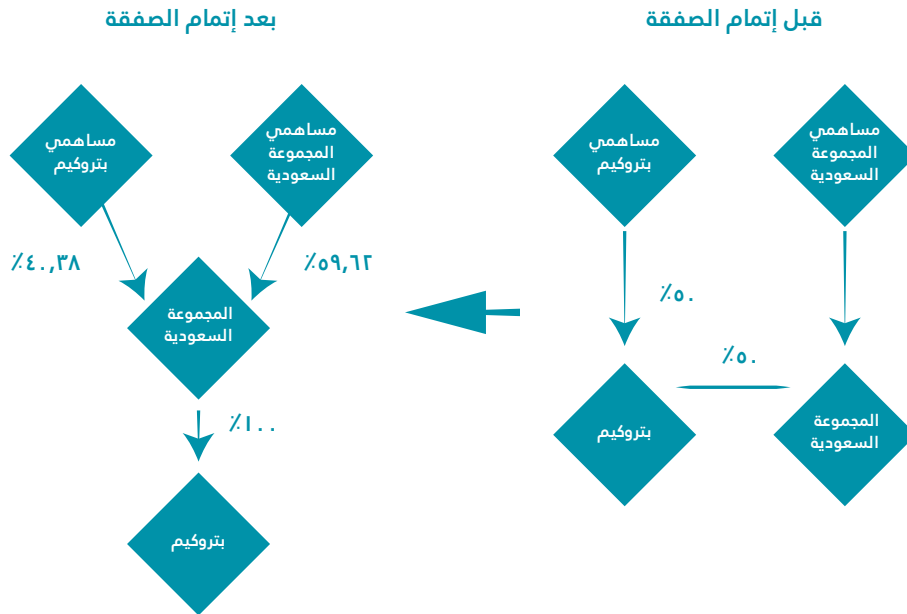 قبل إتمام الصفقة
مساهمي
المجموعة
السعودية
مساهمي
بتروكيم
٪٥٠
٪٥٠
المجموعة
السعودية
بتروكيم
بعد إتمام الصفقة
مساهمي
المجموعة
السعودية
مساهمي
بتروكيم
٪٥٩,٦٢
٪٤٠,٣٨
المجموعة
السعودية
٪١٠٠
بتروكيم